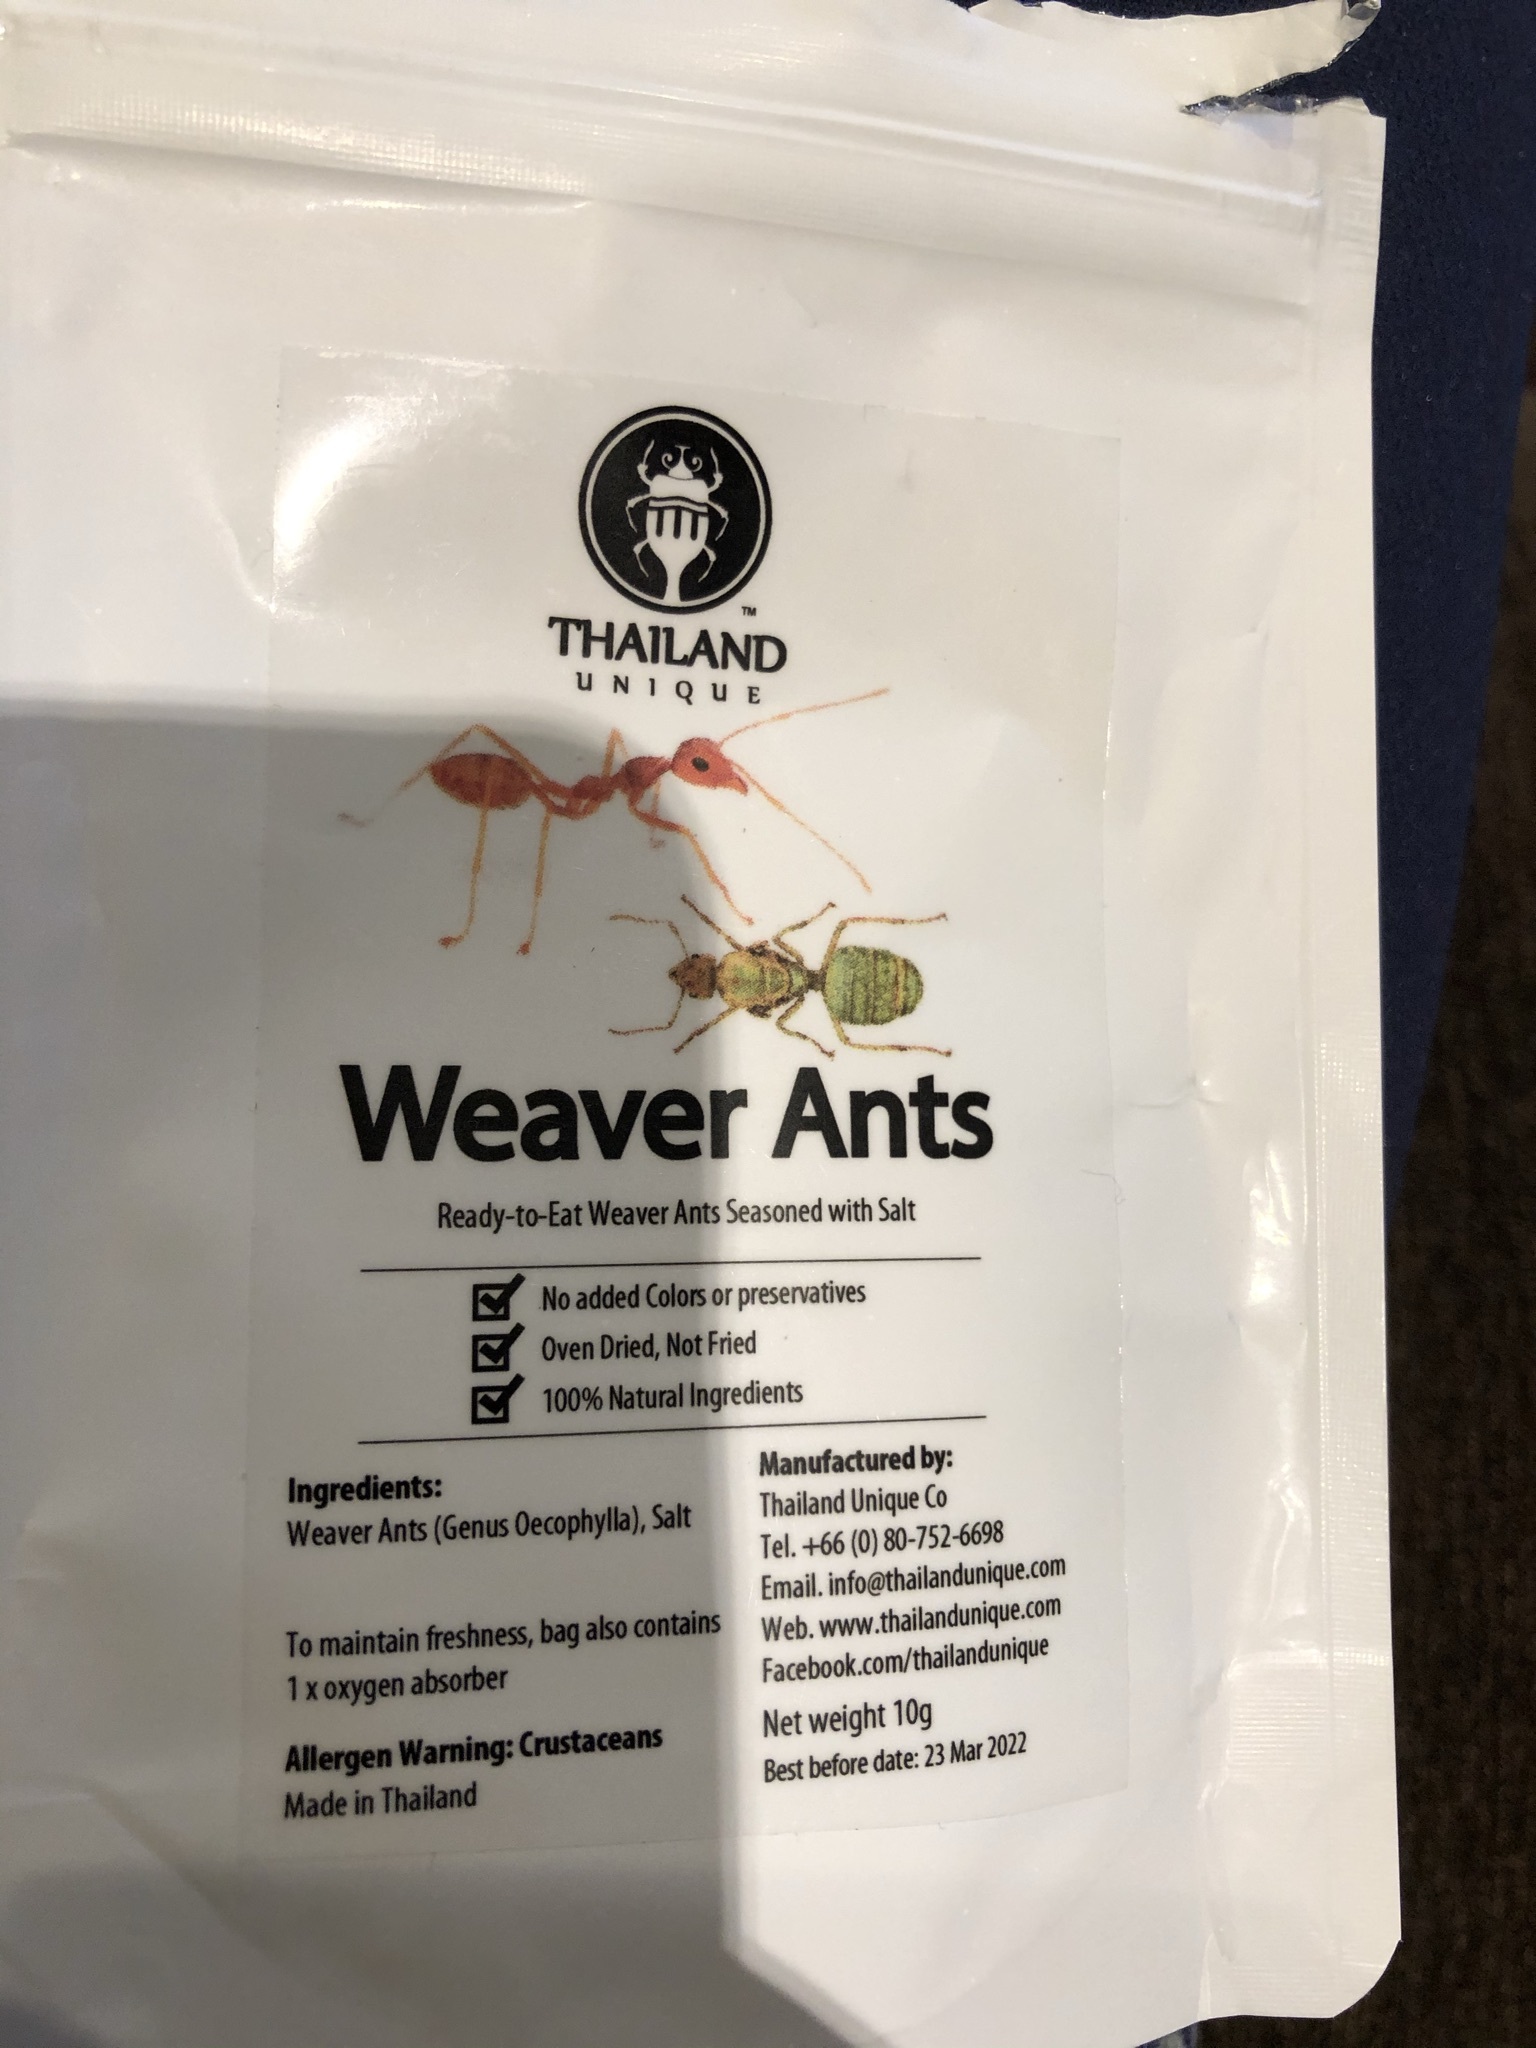 THAILAND
UNIQUE
TM
Weaver Ants
Ready-to-Eat Weaver Ants Seasoned with Salt
No added Colors or preservatives
Oven Dried, Not Fried
100% Natural Ingredients
Ingredients:
Weaver Ants (Genus Oecophylla), Salt
To maintain freshness, bag also contains
1 x oxygen absorber
Allergen Warning: Crustaceans
Made in Thailand
Manufactured by:
Thailand Unique Co
Tel. +66 (0) 80-752-6698
Email. info@thailandunique.com
Web. www.thailandunique.com
Facebook.com/thailandunique
Net weight 10g
Best before date: 23 Mar 2022